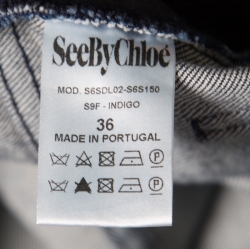 SeeByChloé
MOD. S6SDL02-S6S150
S9F - INDIGO
36
MADE IN PORTUGAL